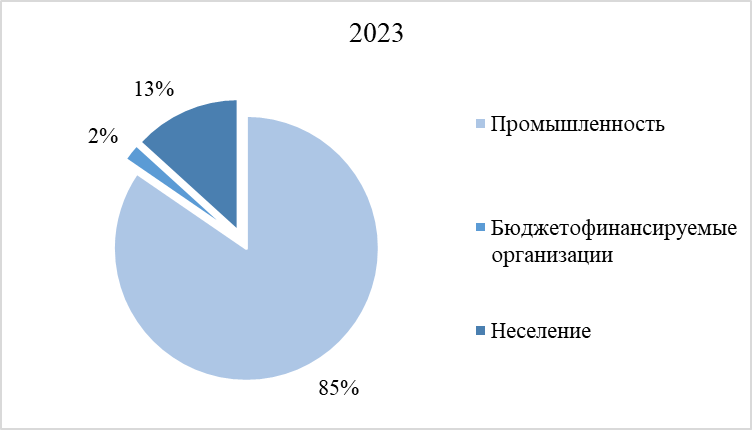 2023
13%
2%
85%
Промышленность
Бюджетофинансируемые
организации
Неселение